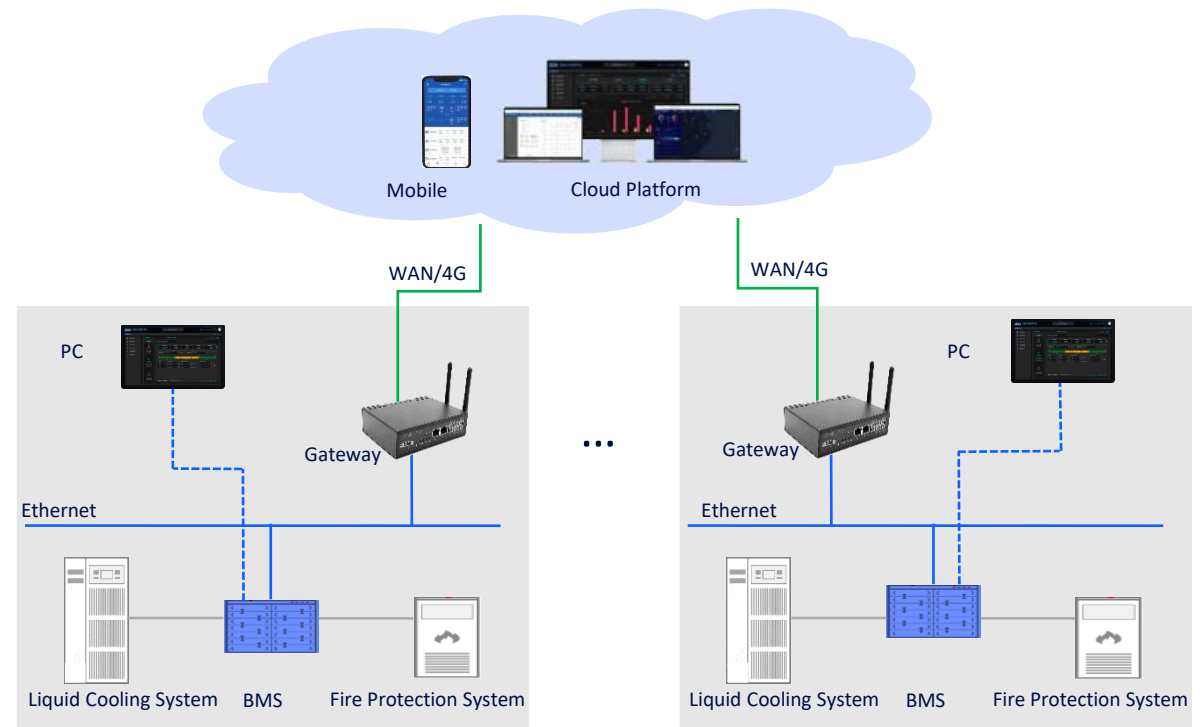 Mobile
Cloud Platform
WAN/4G
WAN/4G
PC
Gateway
Ethernet
Liquid Cooling System
BMS
Fire Protection System
...
PC
Gateway
Ethernet
Liquid Cooling System
BMS
Fire Protection System